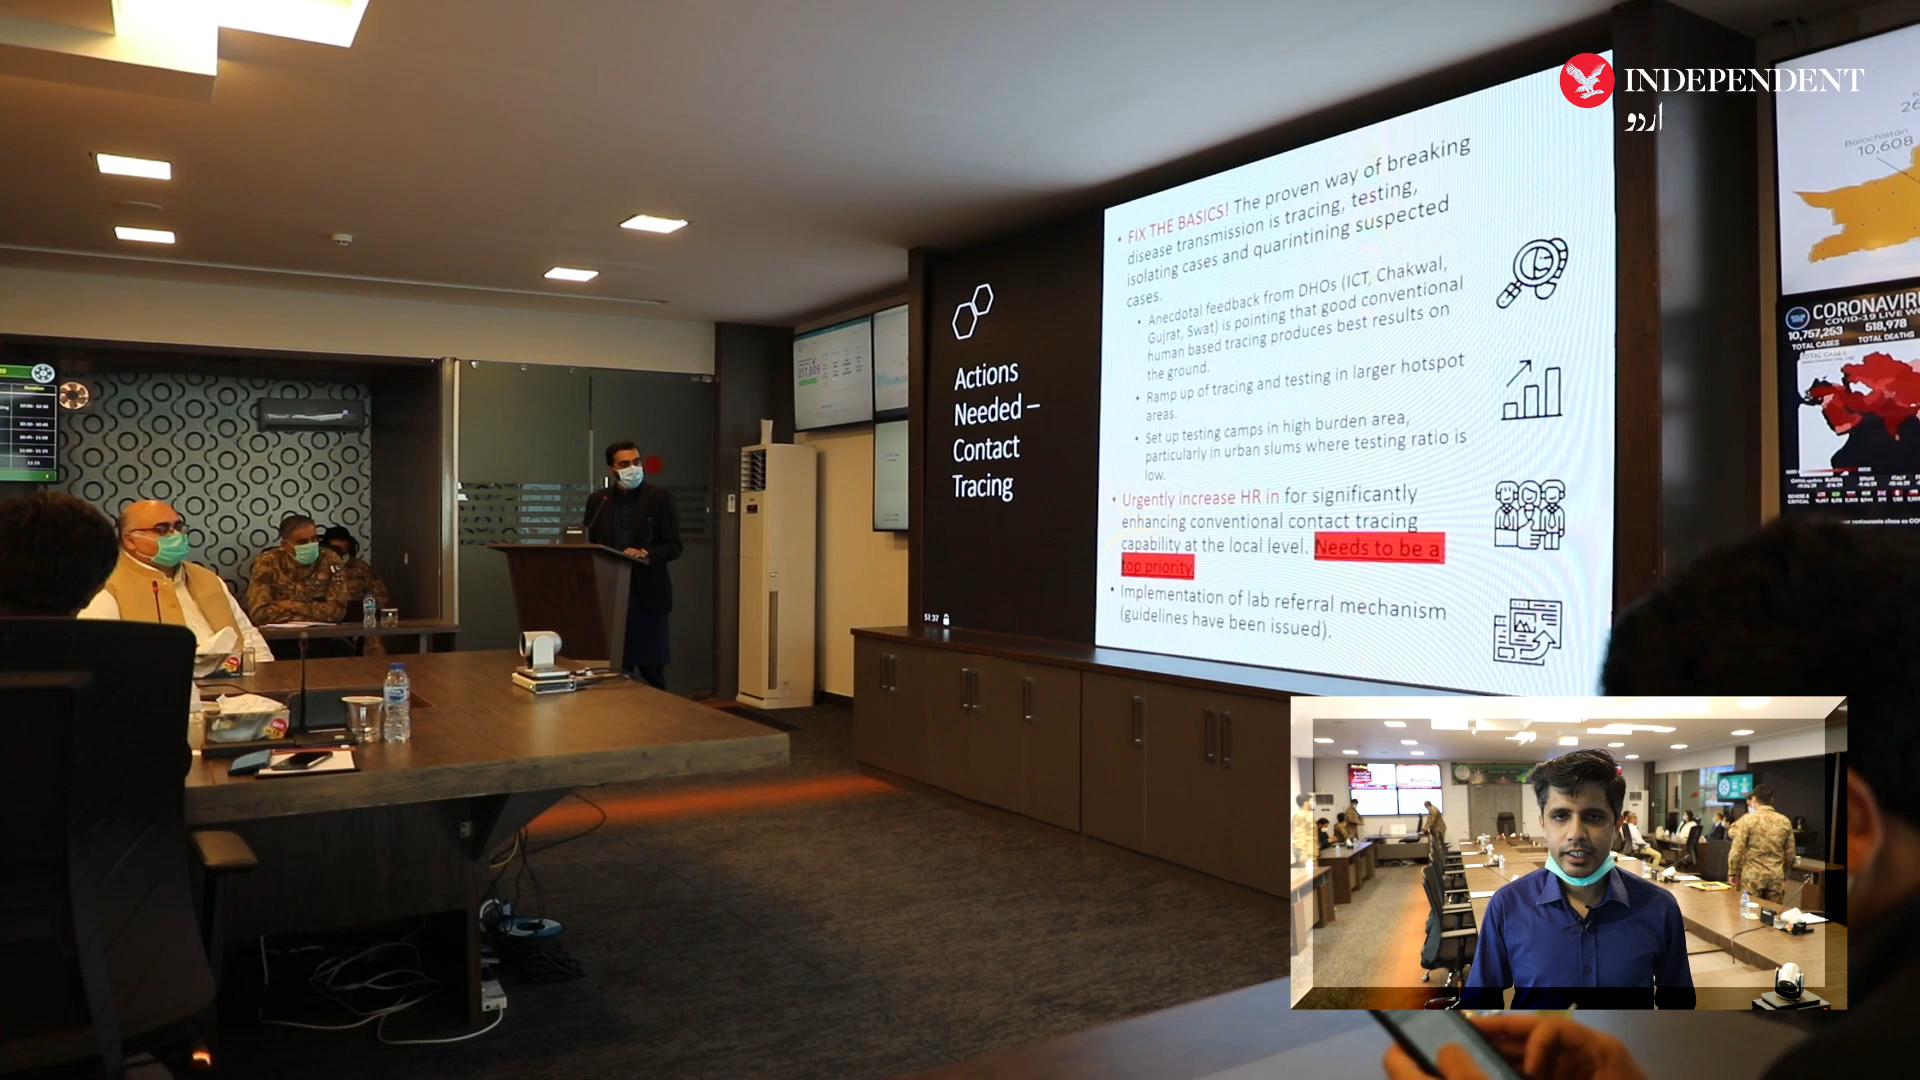 INDEPENDENT
اردو
Actions
Needed –
Contact
Tracing
• FIX THE BASICS! The proven way of breaking
disease transmission is tracing, testing,
isolating cases and quarintining suspected
cases.
• Anecdotal feedback from DHOs (ICT, Chakwal,
Gujrat, Swat) is pointing that good conventional
human based tracing produces best results on
the ground.
• Ramp up of tracing and testing in larger hotspot
areas.
• Set up testing camps in high burden area,
particularly in urban slums where testing ratio is
low.
• Urgently increase HR in for significantly
enhancing conventional contact tracing
capability at the local level. Needs to be a
top priority.
• Implementation of lab referral mechanism
(guidelines have been issued).
51:37
Balochistan
10,608
CORONAVIR
COVID-19 LIVE
10,757,253
518,978
TOTAL CASES
TOTAL DEATHS
217,809